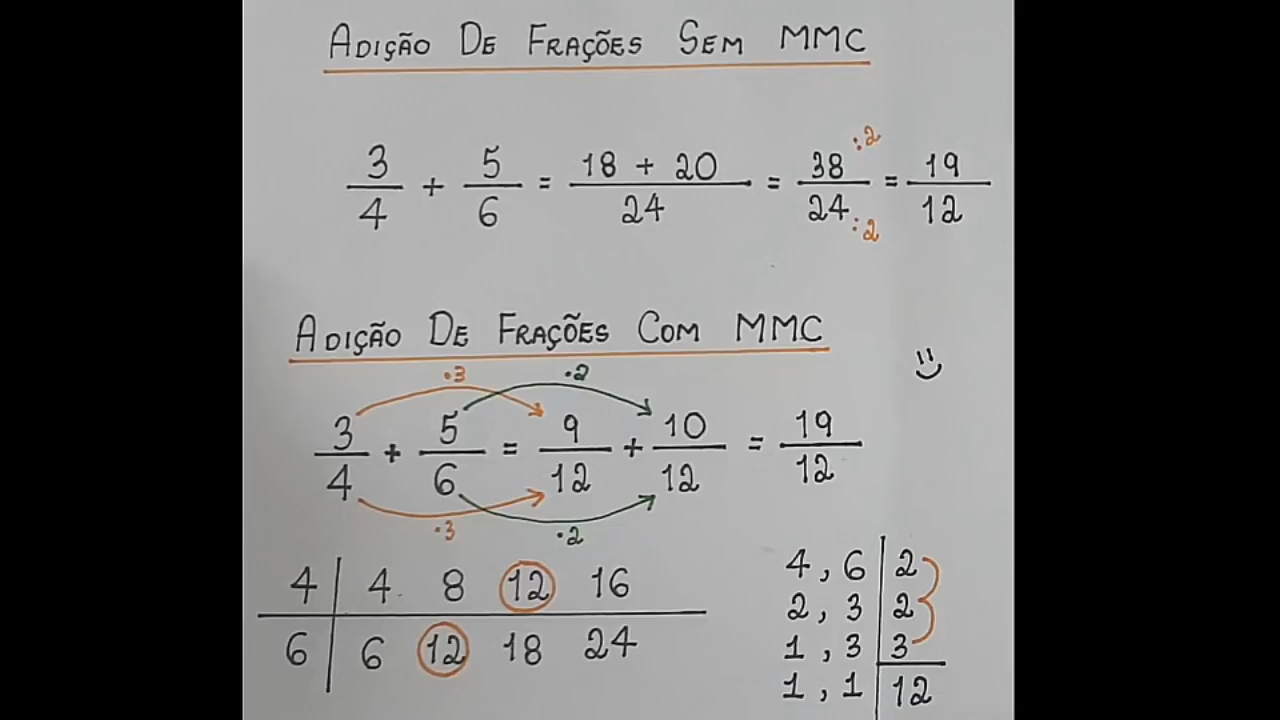 ADIÇÃO DE FRAÇÕES SEM MMC
3/4 + 5/6 = (18 + 20)/24 = 38/24 :2 :2 = 19/12
ADIÇÃO DE FRAÇÕES COM MMC
·3 ·2
3/4 + 5/6 = 9/12 + 10/12 = 19/12
·3 ·2
4 | 4 8 12 16
6 | 6 12 18 24
4, 6 | 2
2, 3 | 2
1, 3 | 3
1, 1 | 12